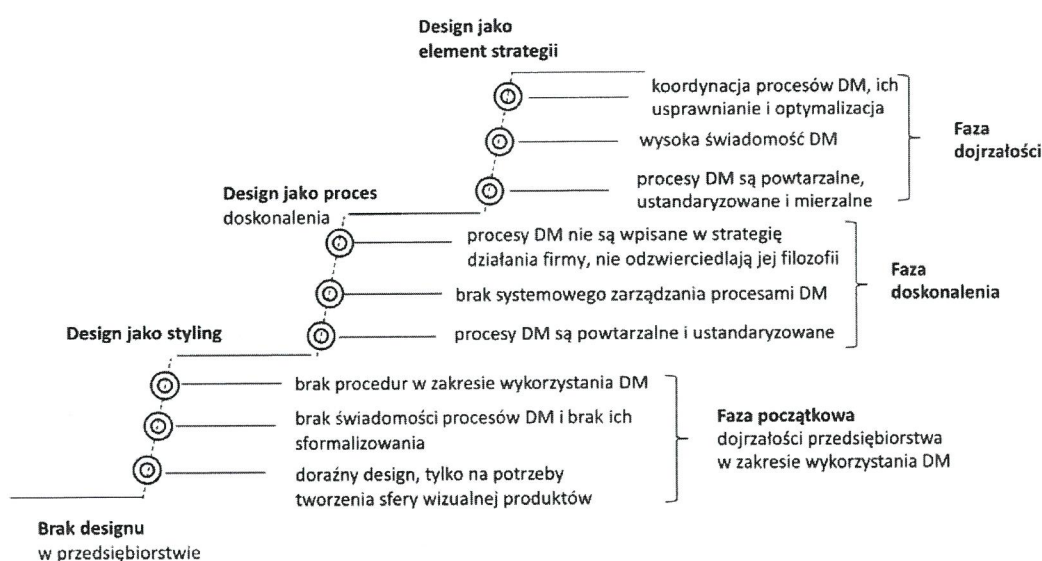 Design jako
element strategii
koordynacja procesów DM, ich
usprawnianie i optymalizacja
wysoka świadomość DM
Faza
dojrzałości
procesy DM są powtarzalne,
ustandaryzowane i mierzalne
Design jako proces
doskonalenia
procesy DM nie są wpisane w strategię
działania firmy, nie odzwierciedlają jej filozofii
brak systemowego zarządzania procesami DM
Faza
doskonalenia
procesy DM są powtarzalne i ustandaryzowane
Design jako styling
brak procedur w zakresie wykorzystania DM
brak świadomości procesów DM i brak ich
sformalizowania
Faza początkowa
dojrzałości przedsiębiorstwa
w zakresie wykorzystania DM
doraźny design, tylko na potrzeby
tworzenia sfery wizualnej produktów
Brak designu
w przedsiębiorstwie